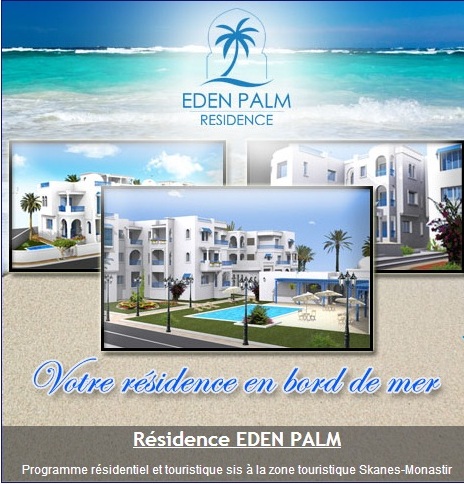 EDEN PALM
RESIDENCE
Votre résidence en bord de mer
Résidence EDEN PALM
Programme résidentiel et touristique sis à la zone touristique Skanes-Monastir